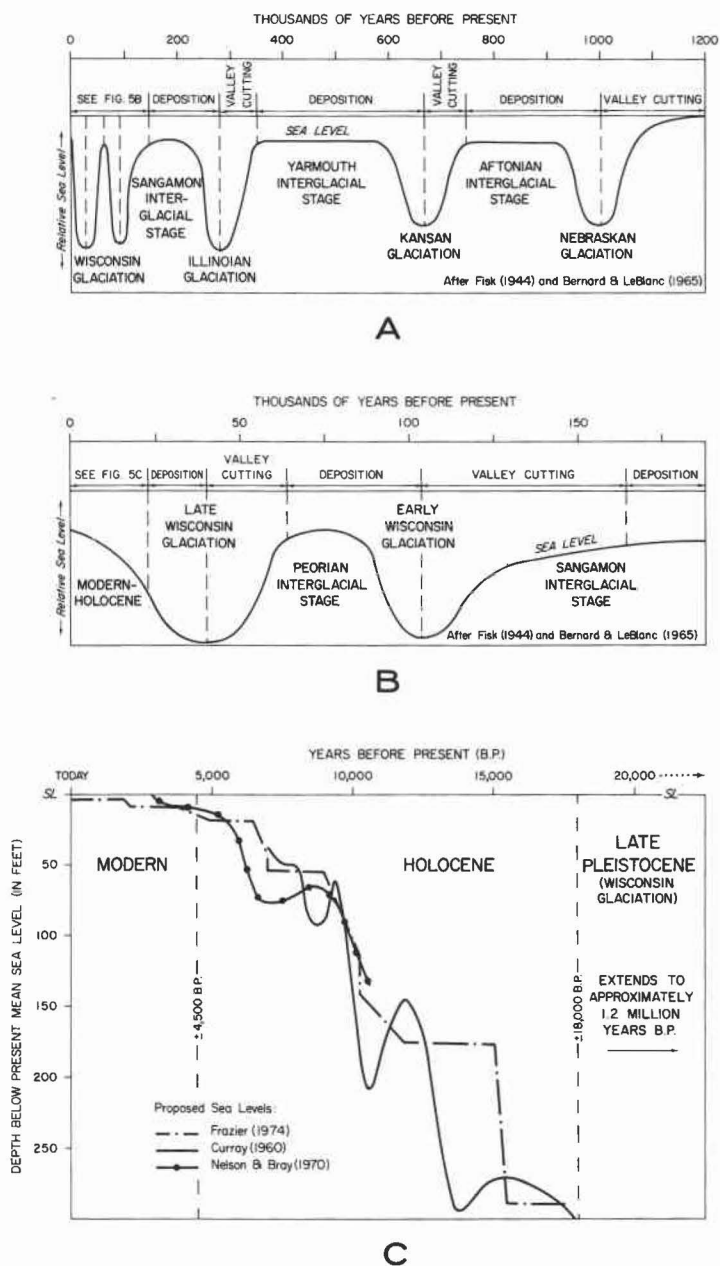 THOUSANDS OF YEARS BEFORE PRESENT
0 200 400 600 800 1000 1200
SEE FIG. 5B DEPOSITION VALLEY CUTTING DEPOSITION VALLEY CUTTING DEPOSITION VALLEY CUTTING
SEA LEVEL
Relative Sea Level
SANGAMON
INTER-
GLACIAL
STAGE
YARMOUTH
INTERGLACIAL
STAGE
AFTONIAN
INTERGLACIAL
STAGE
WISCONSIN
GLACIATION
ILLINOIAN
GLACIATION
KANSAN
GLACIATION
NEBRASKAN
GLACIATION
After Fisk (1944) and Bernard & LeBlanc (1965)
A
THOUSANDS OF YEARS BEFORE PRESENT
0 50 100 150
SEE FIG. 5C DEPOSITION VALLEY CUTTING DEPOSITION VALLEY CUTTING DEPOSITION
LATE
WISCONSIN
GLACIATION
EARLY
WISCONSIN
GLACIATION
Relative Sea Level
MODERN-
HOLOCENE
PEORIAN
INTERGLACIAL
STAGE
SEA LEVEL
SANGAMON
INTERGLACIAL
STAGE
After Fisk (1944) and Bernard & LeBlanc (1965)
B
YEARS BEFORE PRESENT (B.P.)
TODAY 5,000 10,000 15,000 20,000
SL SL
DEPTH BELOW PRESENT MEAN SEA LEVEL (IN FEET)
50
100
150
200
250
MODERN
HOLOCENE
LATE
PLEISTOCENE
(WISCONSIN
GLACIATION)
±4,500 B.P.
±18,000 B.P.
EXTENDS TO
APPROXIMATELY
1.2 MILLION
YEARS B.P.
Proposed Sea Levels:
Frazier (1974)
Curray (1960)
Nelson & Bray (1970)
C